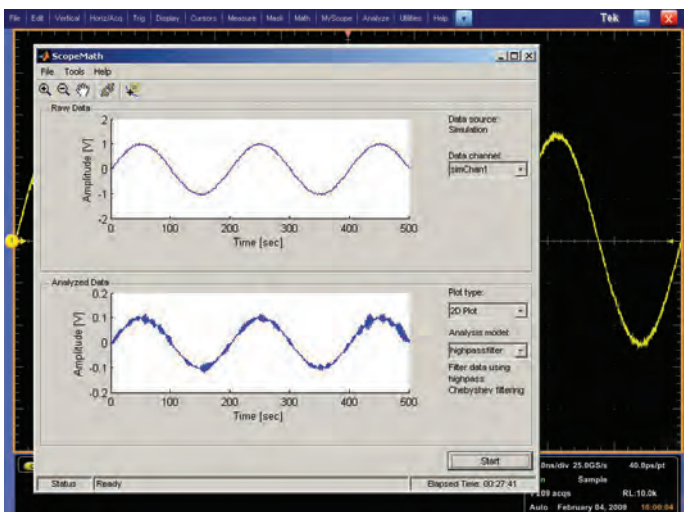 File Edit Vertical Horiz/Acq Trig Display Cursors Measure Mask Math MyScope Analyze Utilities Help Tek
ScopeMath
File Tools Help
Raw Data
2
1
0
-1
-2
Amplitude [V]
0 100 200 300 400 500
Time [sec]
Data source:
Simulation
Data channel:
simChan1
Analyzed Data
0.2
0.1
0
-0.1
-0.2
Amplitude [V]
0 100 200 300 400 500
Time [sec]
Plot type:
2D Plot
Analysis model:
highpassfilter
Filter data using
highpass
Chebyshev filtering
Start
Status Ready Elapsed Time: 00:27:41
1
0ns/div 25.0GS/s 40.0ps/pt
Sample
acqs RL:10.0k
Auto February 04, 2009 16:00:04